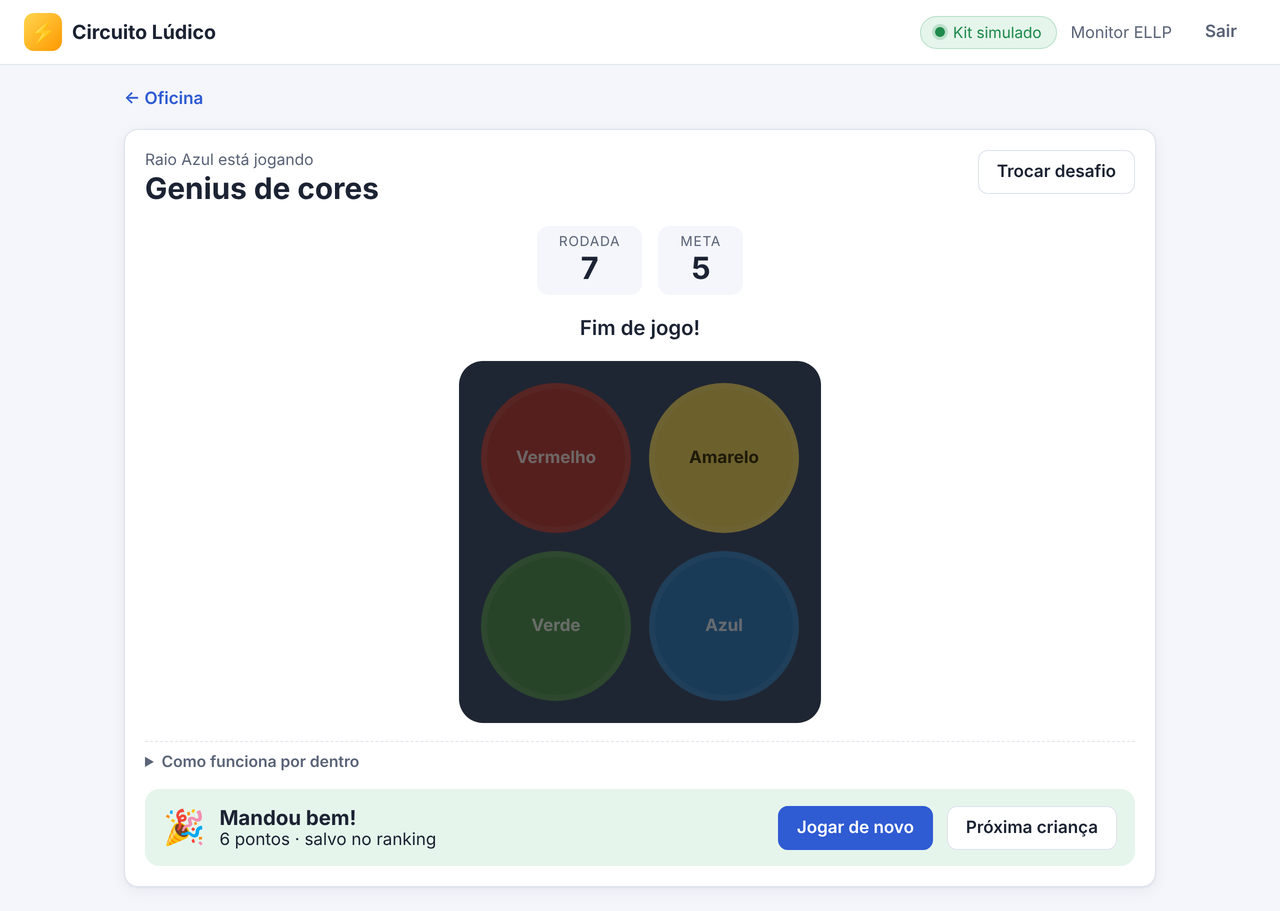 Circuito Lúdico
Kit simulado
Monitor ELLP
Sair
← Oficina
Raio Azul está jogando
Genius de cores
Trocar desafio
RODADA
7
META
5
Fim de jogo!
Vermelho
Amarelo
Verde
Azul
Como funciona por dentro
Mandou bem!
6 pontos · salvo no ranking
Jogar de novo
Próxima criança